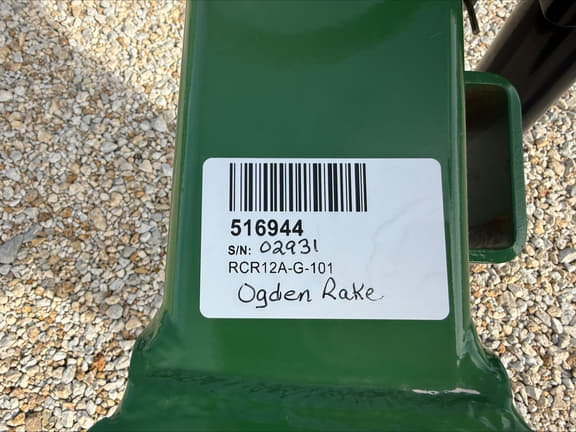 516944
S/N: 02931
RCR12A-G-101
Ogden Rake